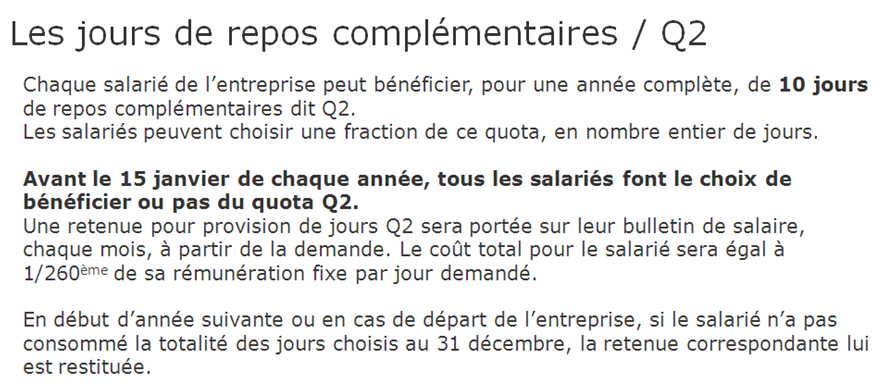 Les jours de repos complémentaires / Q2
Chaque salarié de l’entreprise peut bénéficier, pour une année complète, de 10 jours
de repos complémentaires dit Q2.
Les salariés peuvent choisir une fraction de ce quota, en nombre entier de jours.
Avant le 15 janvier de chaque année, tous les salariés font le choix de
bénéficier ou pas du quota Q2.
Une retenue pour provision de jours Q2 sera portée sur leur bulletin de salaire,
chaque mois, à partir de la demande. Le coût total pour le salarié sera égal à
1/260ème de sa rémunération fixe par jour demandé.
En début d’année suivante ou en cas de départ de l’entreprise, si le salarié n’a pas
consommé la totalité des jours choisis au 31 décembre, la retenue correspondante lui
est restituée.